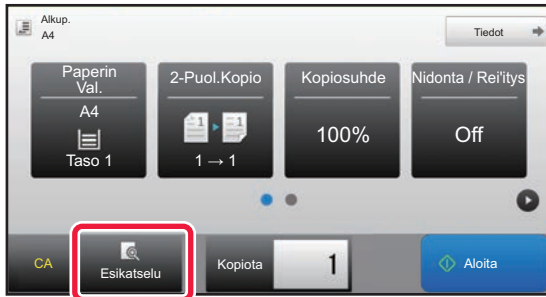 Alkup.
A4
Tiedot
Paperin
Val.
A4
Taso 1
2-Puol.Kopio
1 → 1
Kopiosuhde
100%
Nidonta / Rei'itys
Off
CA
Esikatselu
Kopiota
1
Aloita